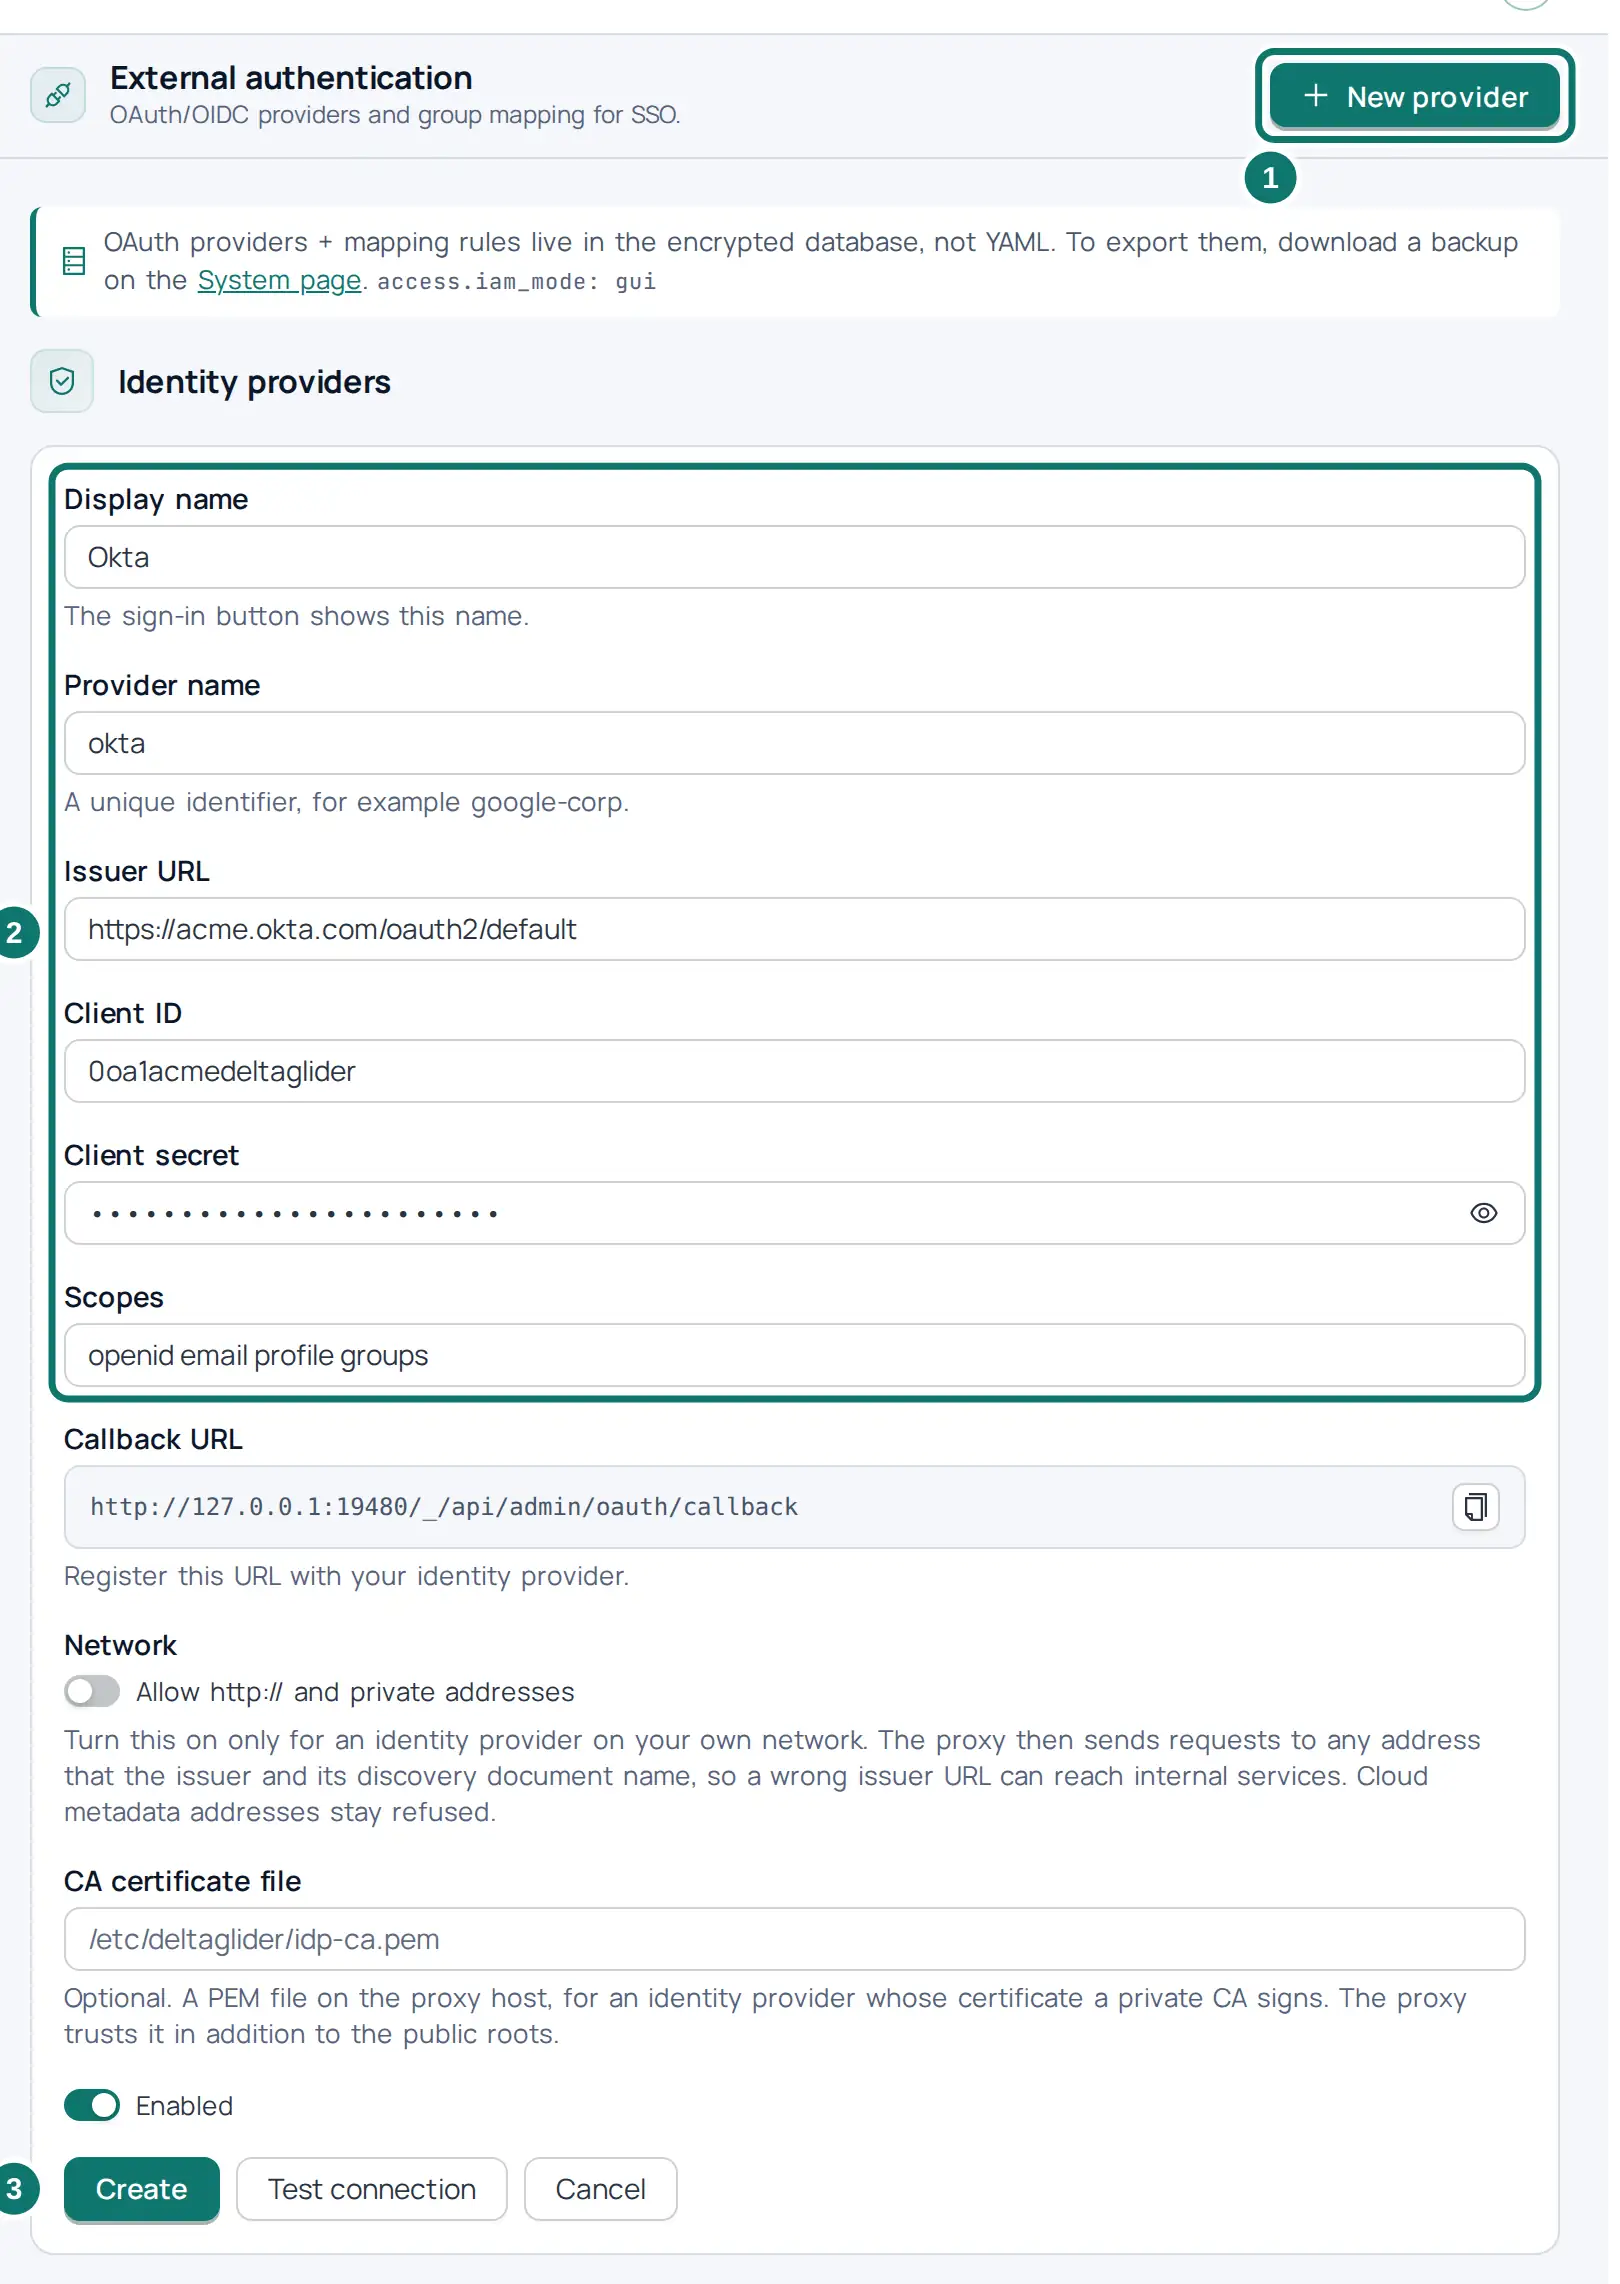 External authentication
OAuth/OIDC providers and group mapping for SSO.
+ New provider
1
OAuth providers + mapping rules live in the encrypted database, not YAML. To export them, download a backup
on the System page. access.iam_mode: gui
Identity providers
Display name
Okta
The sign-in button shows this name.
Provider name
okta
A unique identifier, for example google-corp.
Issuer URL
2
https://acme.okta.com/oauth2/default
Client ID
0oa1acmedeltaglider
Client secret
•••••••••••••••••••••••
Scopes
openid email profile groups
Callback URL
http://127.0.0.1:19480/_/api/admin/oauth/callback
Register this URL with your identity provider.
Network
Allow http:// and private addresses
Turn this on only for an identity provider on your own network. The proxy then sends requests to any address
that the issuer and its discovery document name, so a wrong issuer URL can reach internal services. Cloud
metadata addresses stay refused.
CA certificate file
/etc/deltaglider/idp-ca.pem
Optional. A PEM file on the proxy host, for an identity provider whose certificate a private CA signs. The proxy
trusts it in addition to the public roots.
Enabled
3
Create
Test connection
Cancel